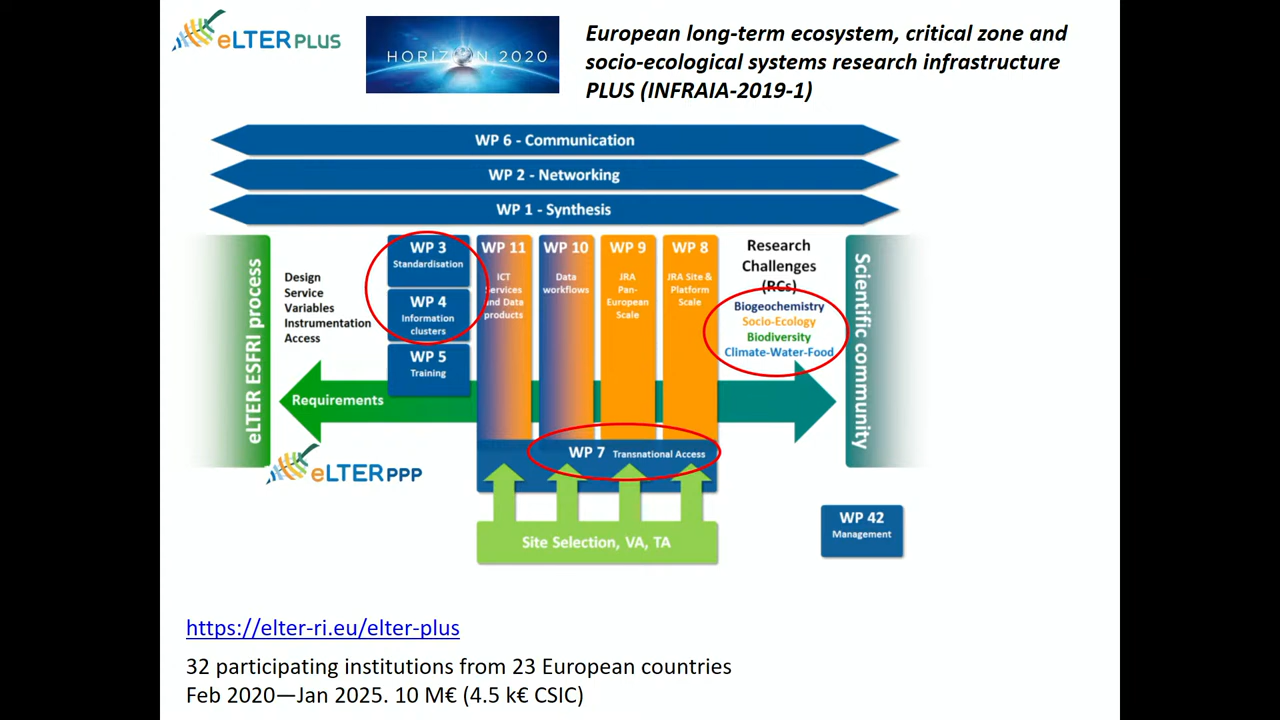 eLTER PLUS
HORIZON 2020
European long-term ecosystem, critical zone and
socio-ecological systems research infrastructure
PLUS (INFRAIA-2019-1)
WP 6 - Communication
WP 2 - Networking
WP 1 - Synthesis
eLTER ESFRI process
Design
Service
Variables
Instrumentation
Access
WP 3
Standardisation
WP 4
Information
clusters
WP 5
Training
WP 11
ICT
Services
and Data
products
WP 10
Data
workflows
WP 9
JRA
Pan-
European
Scale
WP 8
JRA Site &
Platform
Scale
Research
Challenges
(RCs)
Biogeochemistry
Socio-Ecology
Biodiversity
Climate-Water-Food
Scientific community
Requirements
WP 7 Transnational Access
eLTER PPP
Site Selection, VA, TA
WP 42
Management
https://elter-ri.eu/elter-plus
32 participating institutions from 23 European countries
Feb 2020—Jan 2025. 10 M€ (4.5 k€ CSIC)